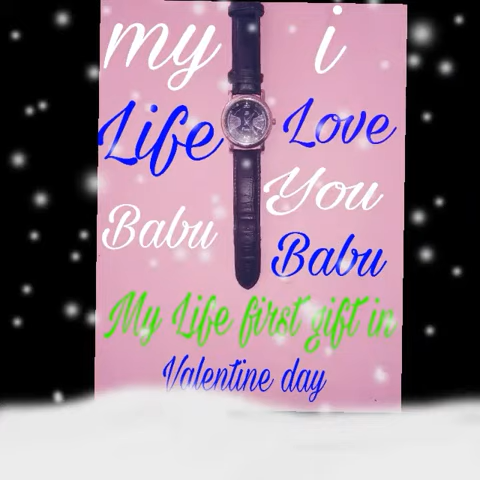 my
Life
Babu
i
Love
You
Babu
My Life first gift in
Valentine day